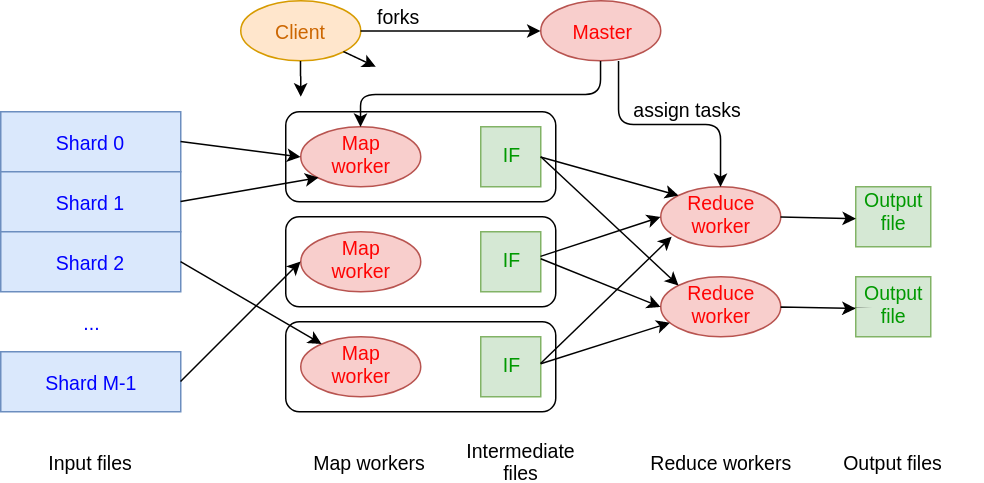 forks
Client
Master
assign tasks
Shard 0
Shard 1
Shard 2
...
Shard M-1
Map
worker
IF
Map
worker
IF
Map
worker
IF
Reduce
worker
Reduce
worker
Output
file
Output
file
Input files
Map workers
Intermediate
files
Reduce workers
Output files